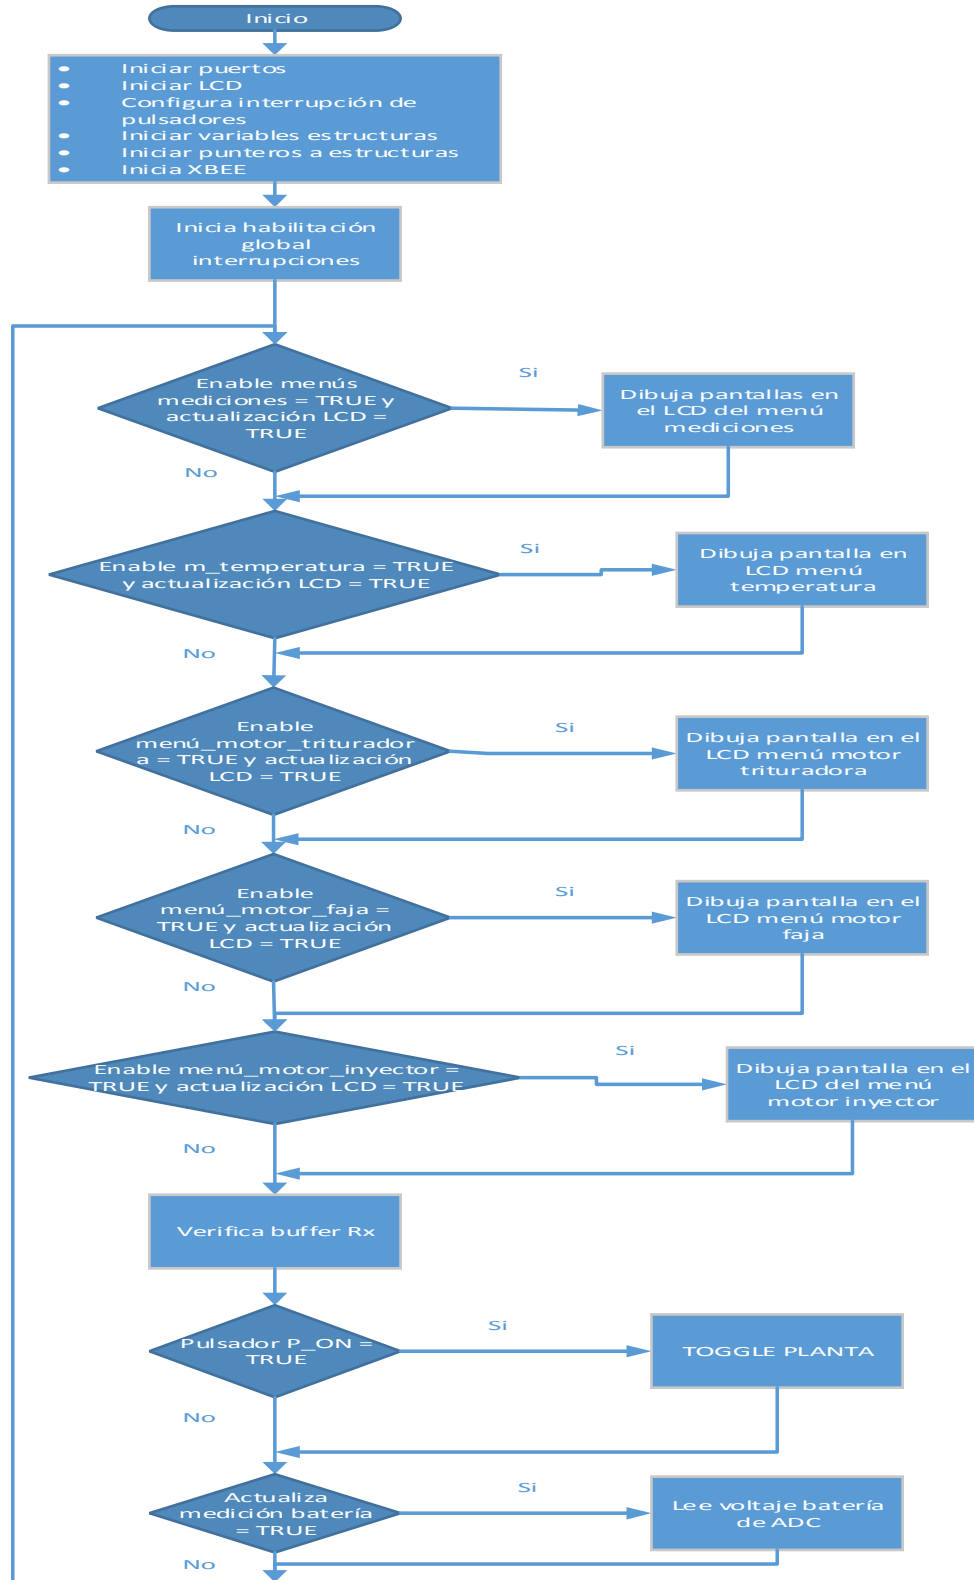 Inicio
• Iniciar puertos
• Iniciar LCD
• Configura interrupción de
pulsadores
• Iniciar variables estructuras
• Iniciar punteros a estructuras
• Inicia XBEE
Inicia habilitación
global
interrupciones
Enable menús
mediciones = TRUE y
actualización LCD =
TRUE
Si
Dibuja pantallas en
el LCD del menú
mediciones
No
Enable m_temperatura = TRUE
y actualización LCD = TRUE
Si
Dibuja pantalla en
LCD menú
temperatura
No
Enable
menú_motor_triturador
a = TRUE y actualización
LCD = TRUE
Si
Dibuja pantalla en el
LCD menú motor
trituradora
No
Enable
menú_motor_faja =
TRUE y actualización
LCD = TRUE
Si
Dibuja pantalla en el
LCD menú motor
faja
No
Enable menú_motor_inyector =
TRUE y actualización LCD = TRUE
Si
Dibuja pantalla en el
LCD del menú
motor inyector
No
Verifica buffer Rx
Pulsador P_ON =
TRUE
Si
TOGGLE PLANTA
No
Actualiza
medición batería
= TRUE
Si
Lee voltaje batería
de ADC
No